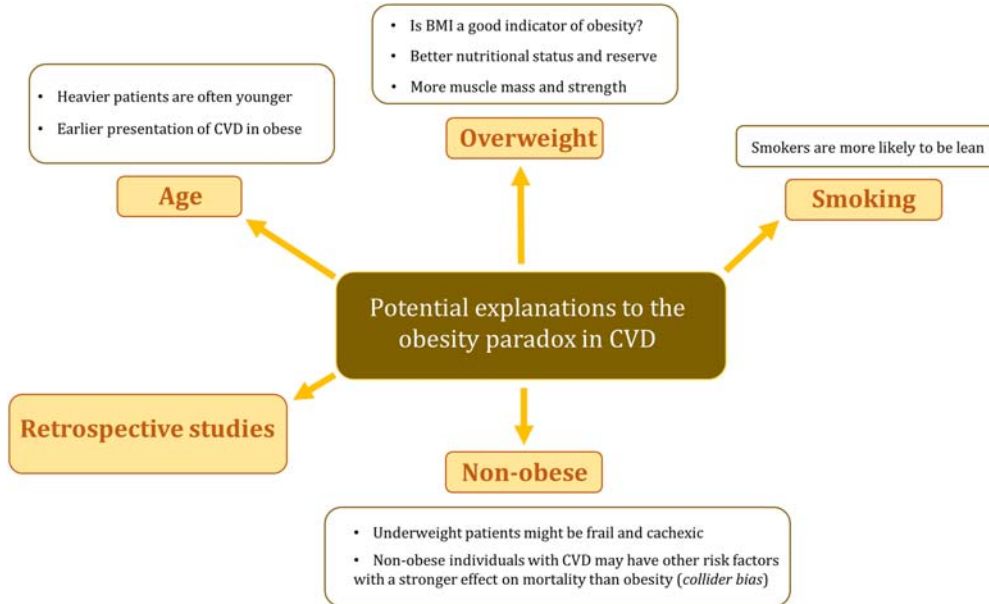 • Is BMI a good indicator of obesity?
• Better nutritional status and reserve
• More muscle mass and strength
Overweight
• Heavier patients are often younger
• Earlier presentation of CVD in obese
Age
Smokers are more likely to be lean
Smoking
Potential explanations to the
obesity paradox in CVD
Retrospective studies
Non-obese
• Underweight patients might be frail and cachexic
• Non-obese individuals with CVD may have other risk factors
with a stronger effect on mortality than obesity (collider bias)